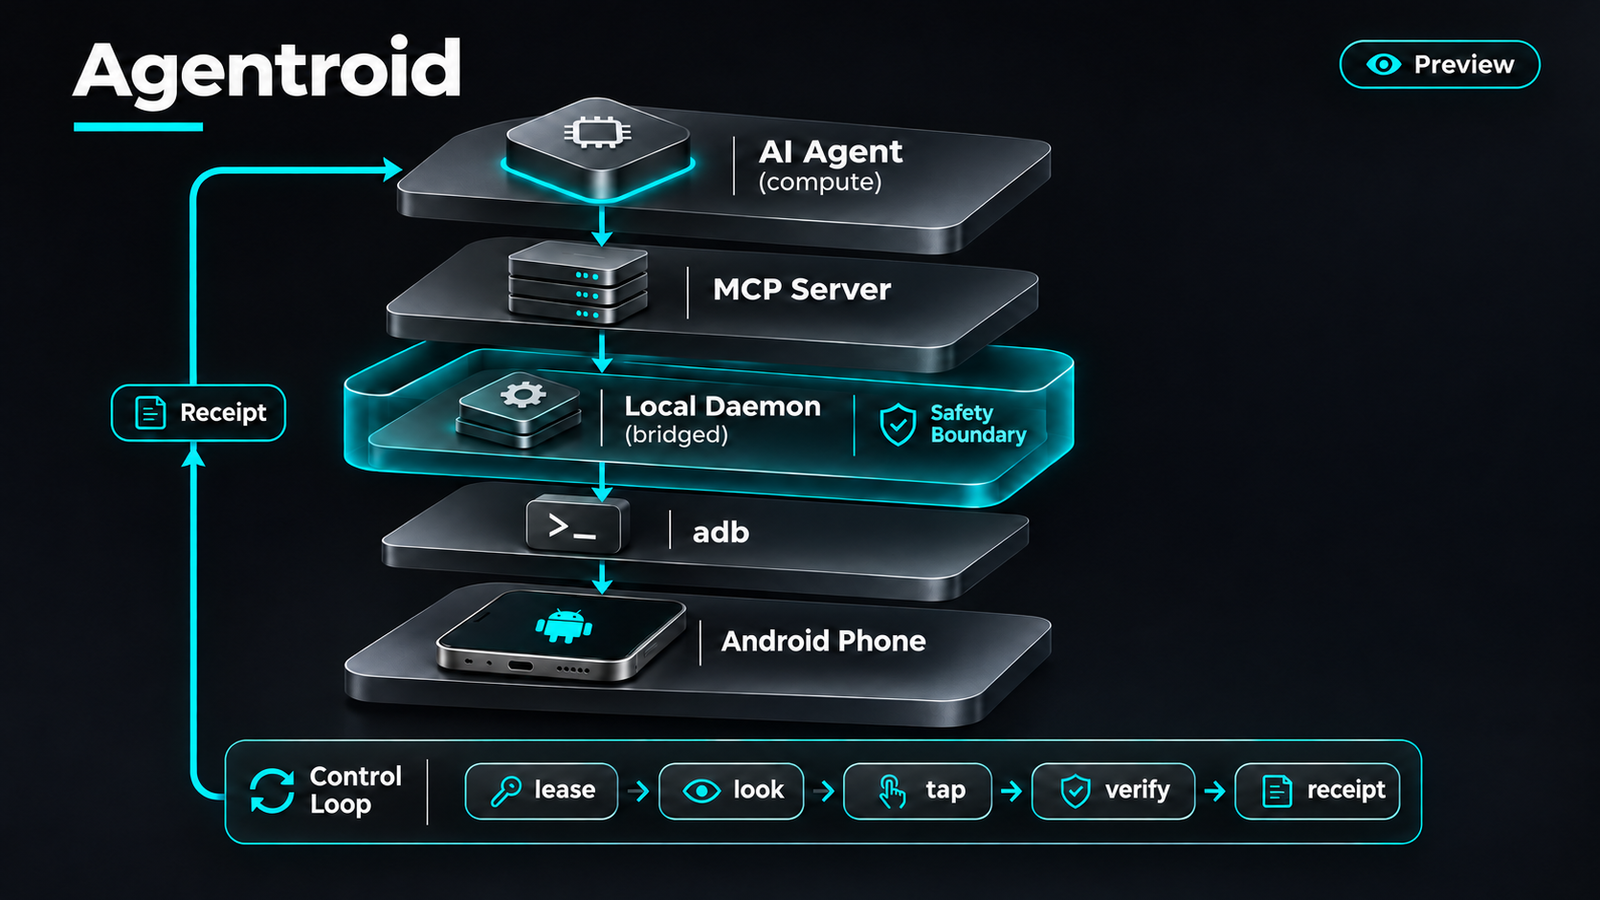 Agentroid
Preview
AI Agent
(compute)
MCP Server
Local Daemon
(bridged)
Safety
Boundary
Receipt
>_
adb
Android Phone
Control
Loop
lease
look
tap
verify
receipt